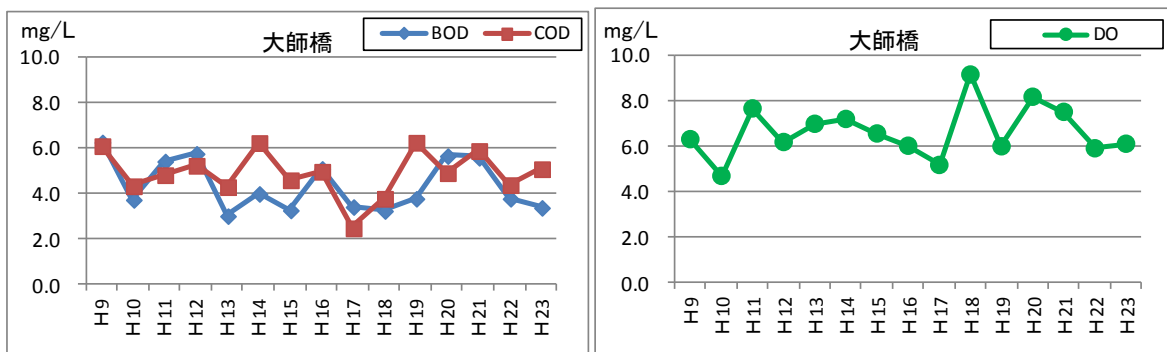 mg/L
大師橋
BOD
COD
10.0
8.0
6.0
4.0
2.0
0.0
H9
H10
H11
H12
H13
H14
H15
H16
H17
H18
H19
H20
H21
H22
H23
mg/L
大師橋
DO
10.0
8.0
6.0
4.0
2.0
0.0
H9
H10
H11
H12
H13
H14
H15
H16
H17
H18
H19
H20
H21
H22
H23